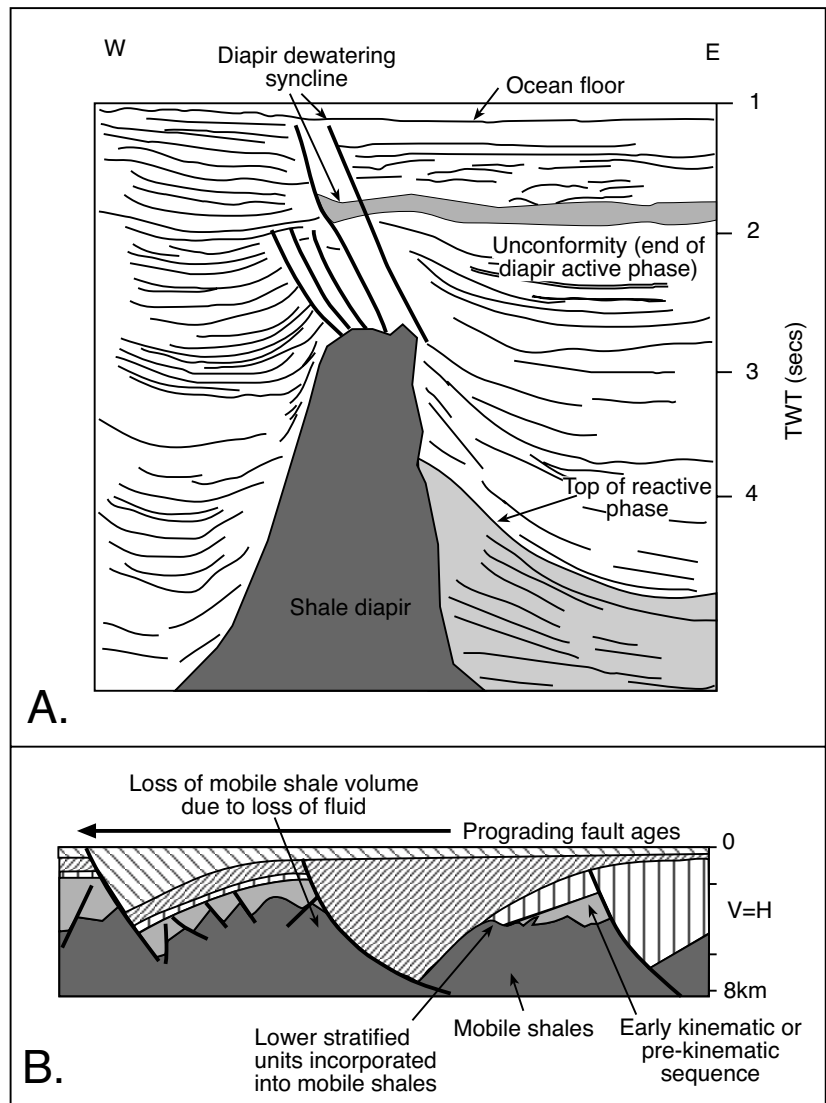 W
Diapir dewatering
syncline
E
Ocean floor
1
2
Unconformity (end of
diapir active phase)
3
TWT (secs)
Top of reactive
phase
4
Shale diapir
A.
Loss of mobile shale volume
due to loss of fluid
Prograding fault ages
0
V=H
8km
Lower stratified
units incorporated
into mobile shales
Mobile shales
Early kinematic or
pre-kinematic
sequence
B.